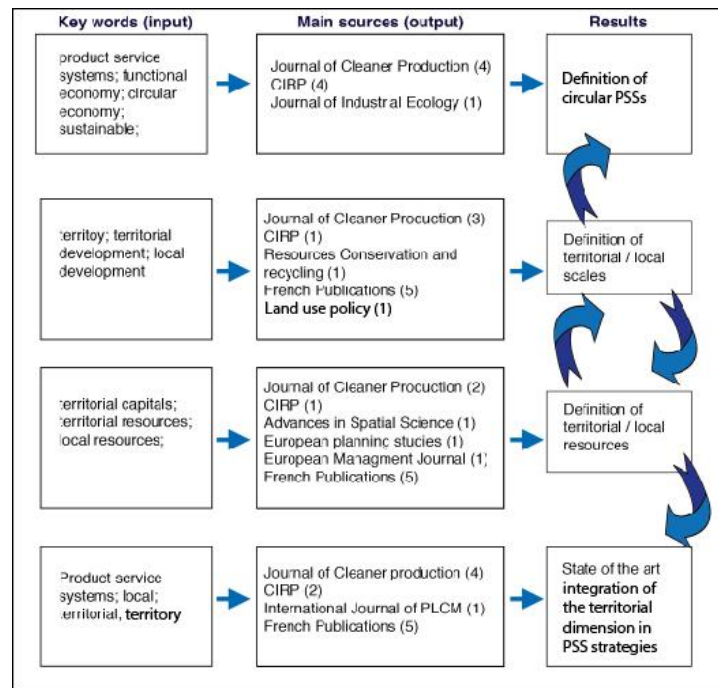 Key words (input)
Main sources (output)
Results
product service
systems; functional
economy; circular
economy;
sustainable;
Journal of Cleaner Production (4)
CIRP (4)
Journal of Industrial Ecology (1)
Definition of
circular PSSs
territoy; territorial
development; local
development
Journal of Cleaner Production (3)
CIRP (1)
Resources Conservation and
recycling (1)
French Publications (5)
Land use policy (1)
Definition of
territorial / local
scales
territorial capitals;
territorial resources;
local resources;
Journal of Cleaner Production (2)
CIRP (1)
Advances in Spatial Science (1)
European planning studies (1)
European Managment Journal (1)
French Publications (5)
Definition of
territorial / local
resources
Product service
systems; local;
territorial, territory
Journal of Cleaner production (4)
CIRP (2)
International Journal of PLCM (1)
French Publications (5)
State of the art
integration of
the territorial
dimension in
PSS strategies